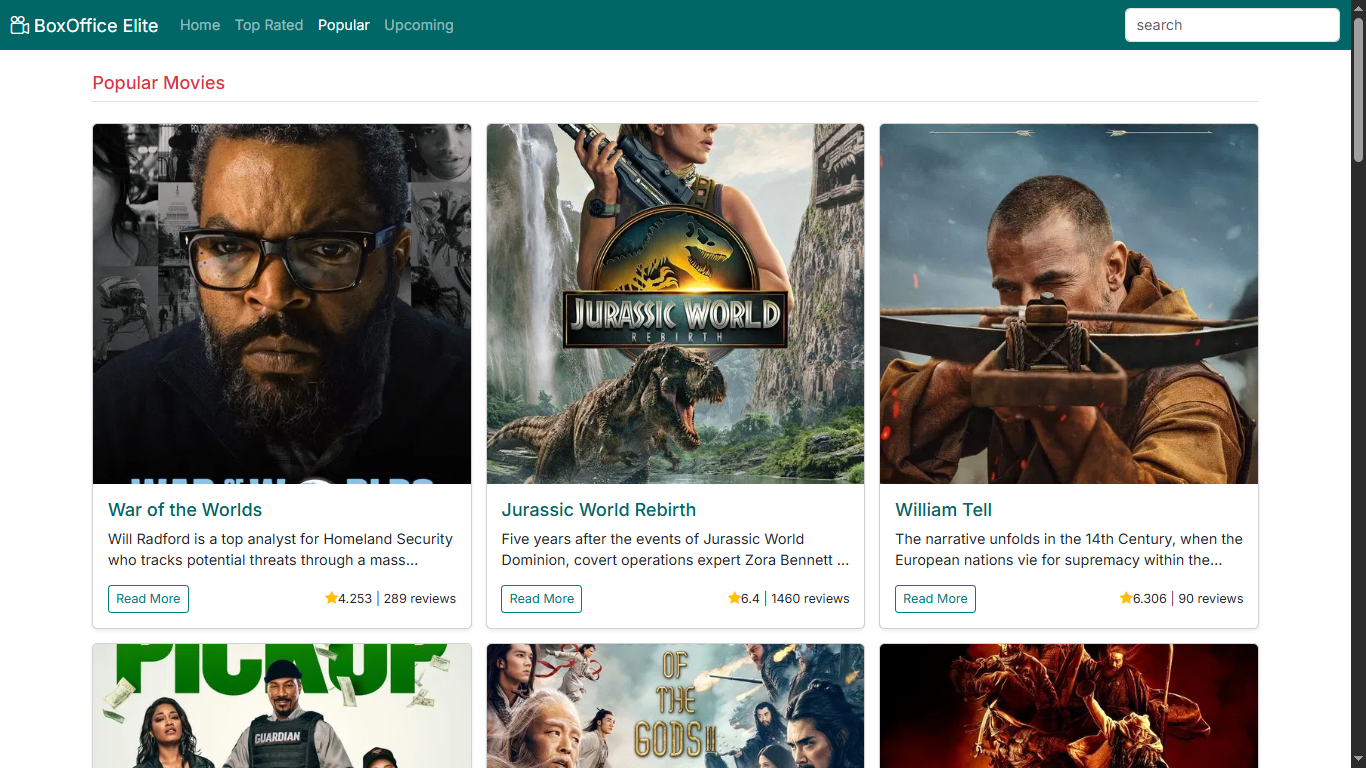 BoxOffice Elite Home Top Rated Popular Upcoming search
Popular Movies
JURASSIC WORLD
REBIRTH
War of the Worlds
Will Radford is a top analyst for Homeland Security
who tracks potential threats through a mass...
Read More 4.253 | 289 reviews
Jurassic World Rebirth
Five years after the events of Jurassic World
Dominion, covert operations expert Zora Bennett ...
Read More 6.4 | 1460 reviews
William Tell
The narrative unfolds in the 14th Century, when the
European nations vie for supremacy within the...
Read More 6.306 | 90 reviews
PICKUP
GUARDIAN
OF
THE
GODS II